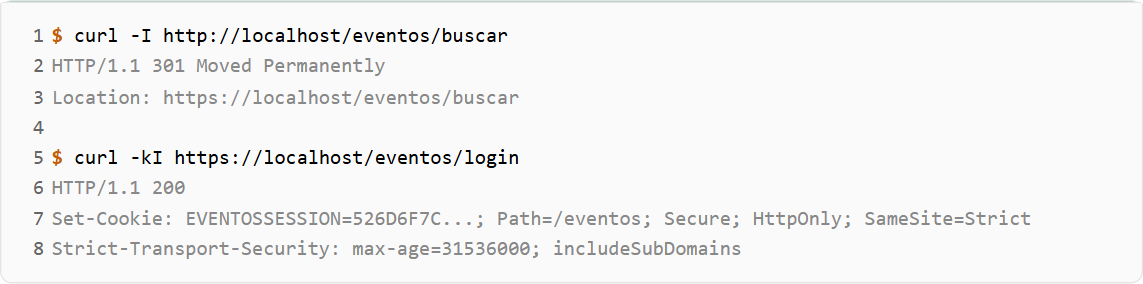 1 $ curl -I http://localhost/eventos/buscar
2 HTTP/1.1 301 Moved Permanently
3 Location: https://localhost/eventos/buscar
4
5 $ curl -kI https://localhost/eventos/login
6 HTTP/1.1 200
7 Set-Cookie: EVENTOSSESSION=526D6F7C...; Path=/eventos; Secure; HttpOnly; SameSite=Strict
8 Strict-Transport-Security: max-age=31536000; includeSubDomains